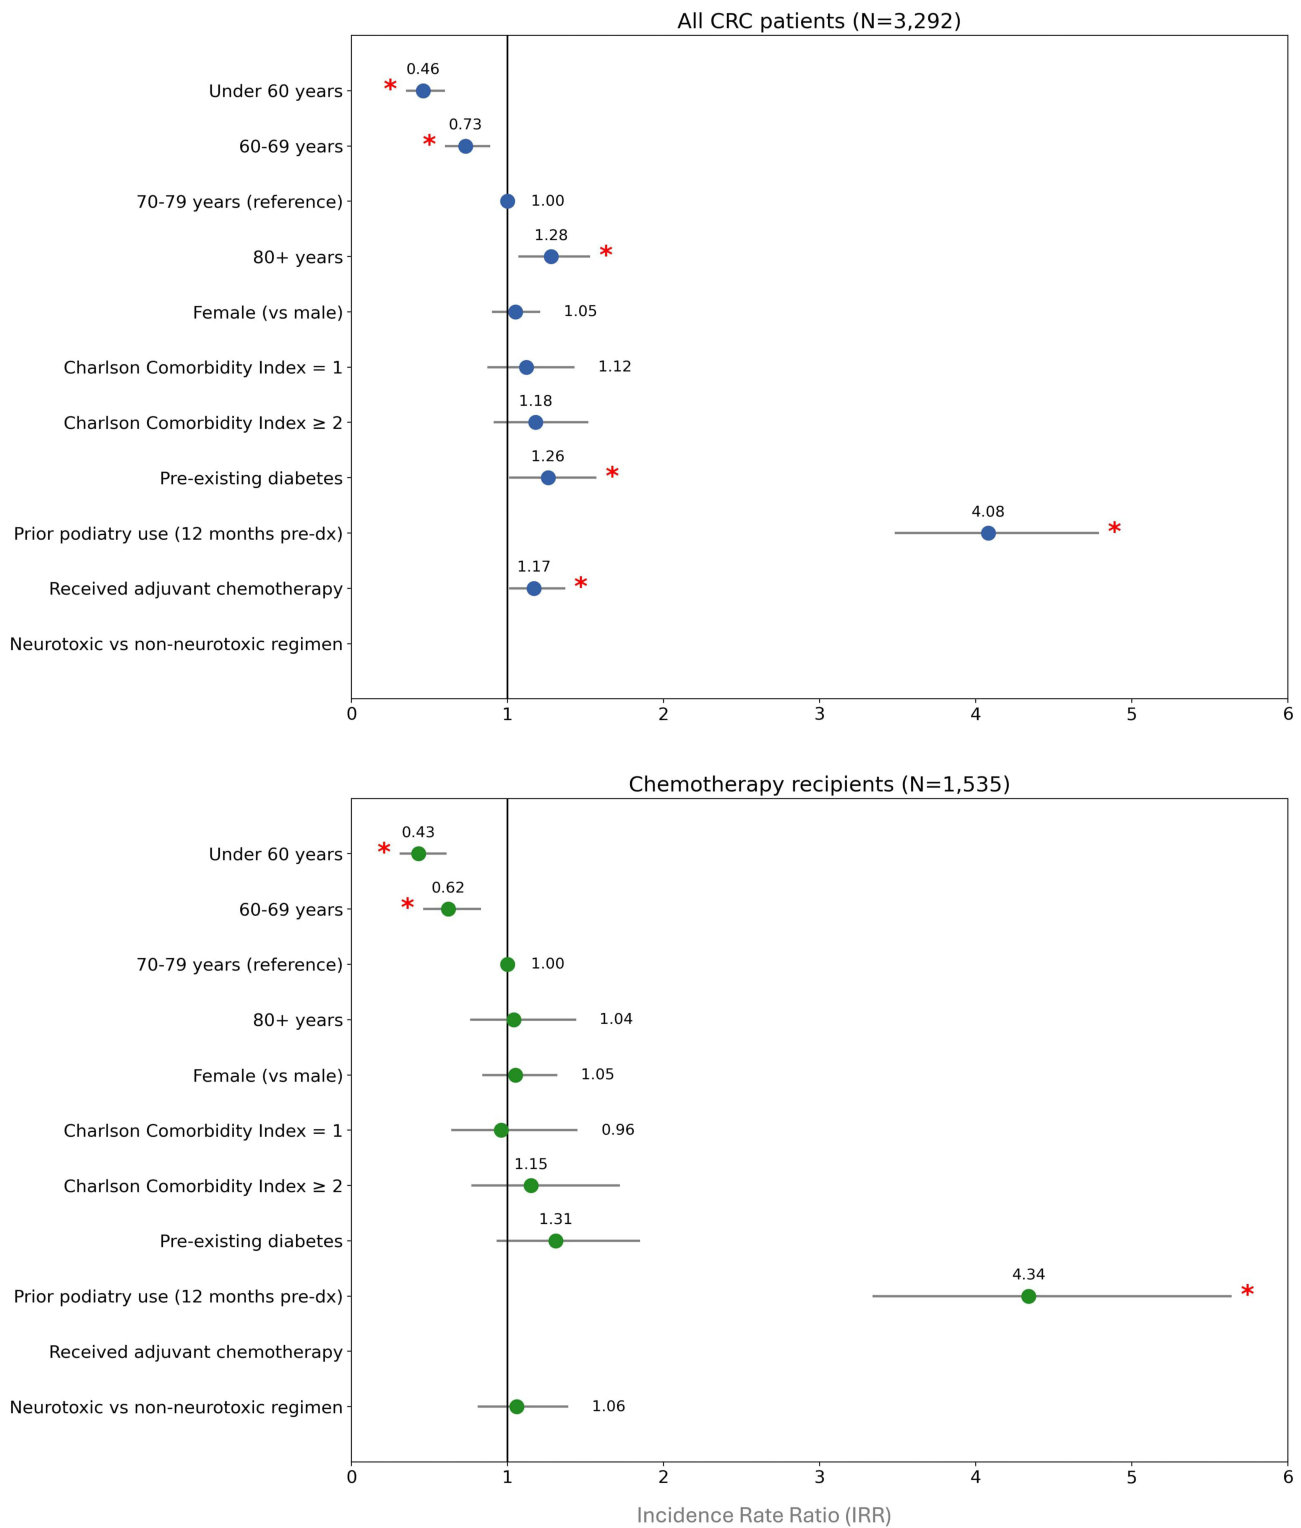 All CRC patients (N=3,292)
Under 60 years * 0.46
60-69 years * 0.73
70-79 years (reference) 1.00
80+ years 1.28 *
Female (vs male) 1.05
Charlson Comorbidity Index = 1 1.12
Charlson Comorbidity Index ≥ 2 1.18
Pre-existing diabetes 1.26 *
Prior podiatry use (12 months pre-dx) 4.08 *
Received adjuvant chemotherapy 1.17 *
Neurotoxic vs non-neurotoxic regimen
0 1 2 3 4 5 6
Chemotherapy recipients (N=1,535)
Under 60 years * 0.43
60-69 years * 0.62
70-79 years (reference) 1.00
80+ years 1.04
Female (vs male) 1.05
Charlson Comorbidity Index = 1 0.96
Charlson Comorbidity Index ≥ 2 1.15
Pre-existing diabetes 1.31
Prior podiatry use (12 months pre-dx) 4.34 *
Received adjuvant chemotherapy
Neurotoxic vs non-neurotoxic regimen 1.06
0 1 2 3 4 5 6
Incidence Rate Ratio (IRR)